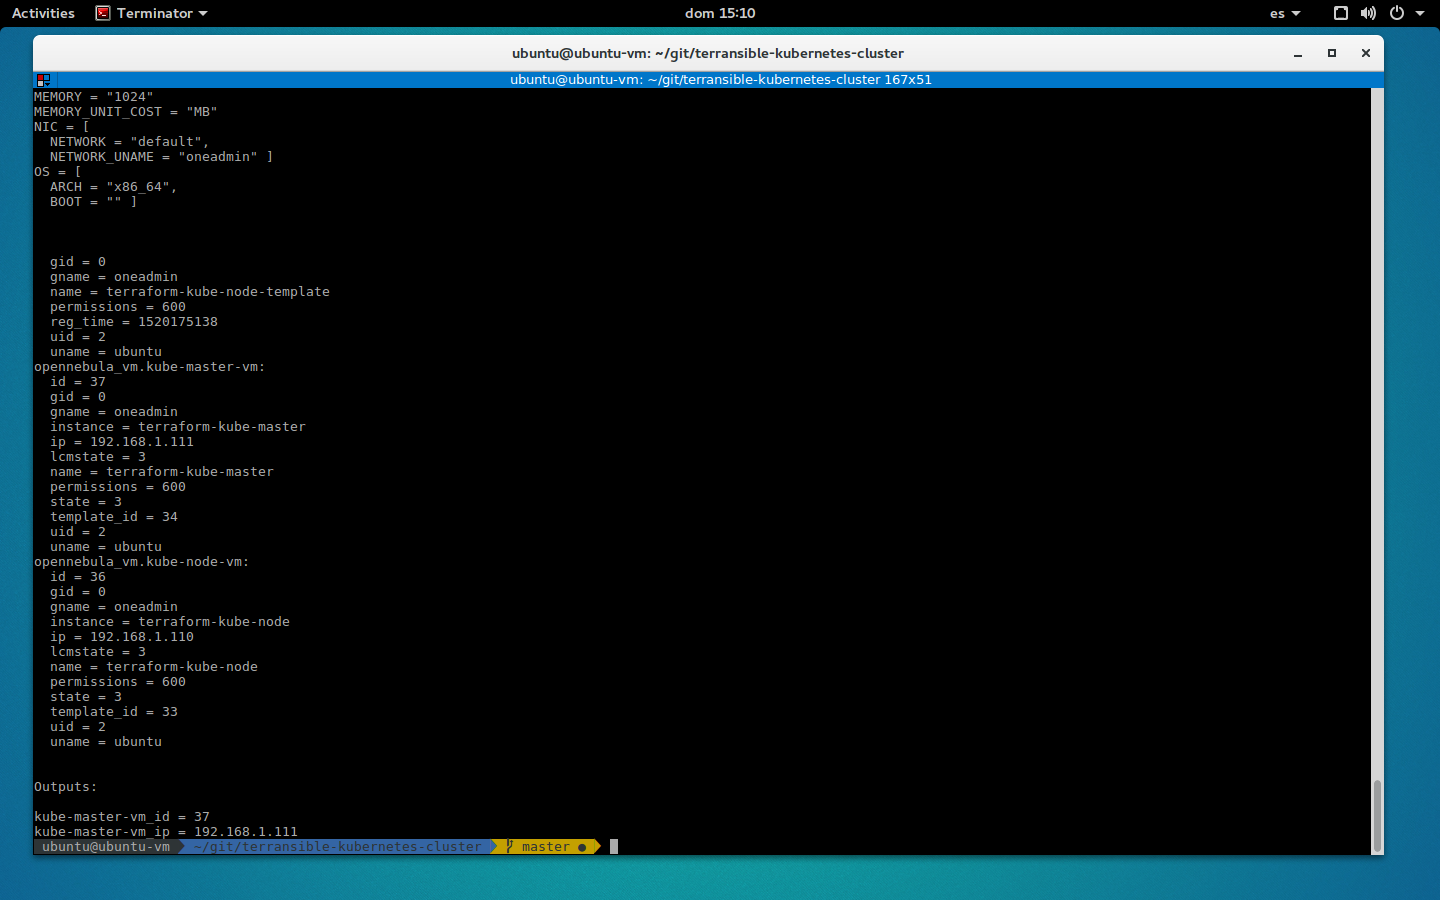 Activities
Terminator
dom 15:10
es
ubuntu@ubuntu-vm: ~/git/terransible-kubernetes-cluster
ubuntu@ubuntu-vm: ~/git/terransible-kubernetes-cluster 167x51
MEMORY = "1024"
MEMORY_UNIT_COST = "MB"
NIC = [
  NETWORK = "default",
  NETWORK_UNAME = "oneadmin" ]
OS = [
  ARCH = "x86_64",
  BOOT = "" ]
  gid = 0
  gname = oneadmin
  name = terraform-kube-node-template
  permissions = 600
  reg_time = 1520175138
  uid = 2
  uname = ubuntu
opennebula_vm.kube-master-vm:
  id = 37
  gid = 0
  gname = oneadmin
  instance = terraform-kube-master
  ip = 192.168.1.111
  lcmstate = 3
  name = terraform-kube-master
  permissions = 600
  state = 3
  template_id = 34
  uid = 2
  uname = ubuntu
opennebula_vm.kube-node-vm:
  id = 36
  gid = 0
  gname = oneadmin
  instance = terraform-kube-node
  ip = 192.168.1.110
  lcmstate = 3
  name = terraform-kube-node
  permissions = 600
  state = 3
  template_id = 33
  uid = 2
  uname = ubuntu
Outputs:
kube-master-vm_id = 37
kube-master-vm_ip = 192.168.1.111
ubuntu@ubuntu-vm ~/git/terransible-kubernetes-cluster master ●